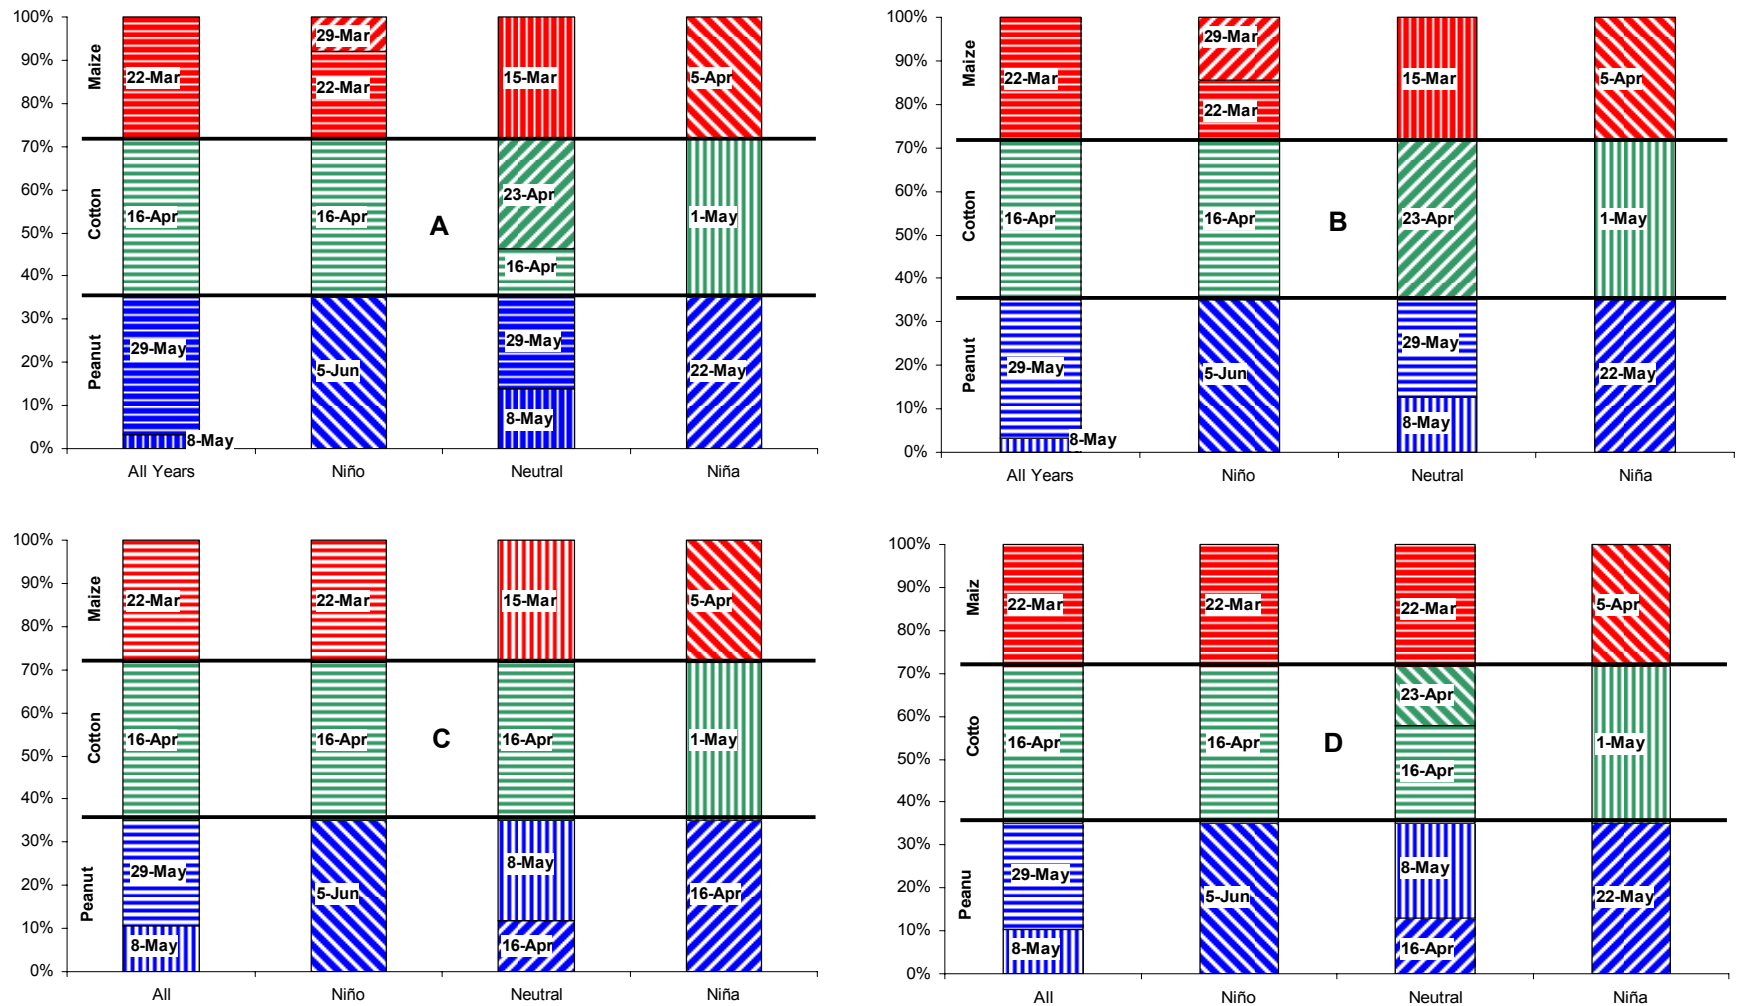 100%
90%
80%
70%
60%
50%
40%
30%
20%
10%
0%
Maize
Cotton
Peanut
22-Mar
16-Apr
29-May
8-May
29-Mar
22-Mar
16-Apr
5-Jun
A
15-Mar
23-Apr
16-Apr
29-May
8-May
5-Apr
1-May
22-May
All Years
Niño
Neutral
Niña
100%
90%
80%
70%
60%
50%
40%
30%
20%
10%
0%
Maize
Cotton
Peanut
22-Mar
16-Apr
29-May
8-May
29-Mar
22-Mar
16-Apr
5-Jun
B
15-Mar
23-Apr
29-May
8-May
5-Apr
1-May
22-May
All Years
Niño
Neutral
Niña
100%
90%
80%
70%
60%
50%
40%
30%
20%
10%
0%
Maize
Cotton
Peanut
22-Mar
16-Apr
29-May
8-May
22-Mar
16-Apr
5-Jun
C
15-Mar
16-Apr
8-May
16-Apr
5-Apr
1-May
16-Apr
All
Niño
Neutral
Niña
100%
90%
80%
70%
60%
50%
40%
30%
20%
10%
0%
Maiz
Cotto
Peanu
22-Mar
16-Apr
29-May
8-May
22-Mar
16-Apr
5-Jun
D
22-Mar
23-Apr
16-Apr
8-May
16-Apr
5-Apr
1-May
22-May
All
Niño
Neutral
Niña